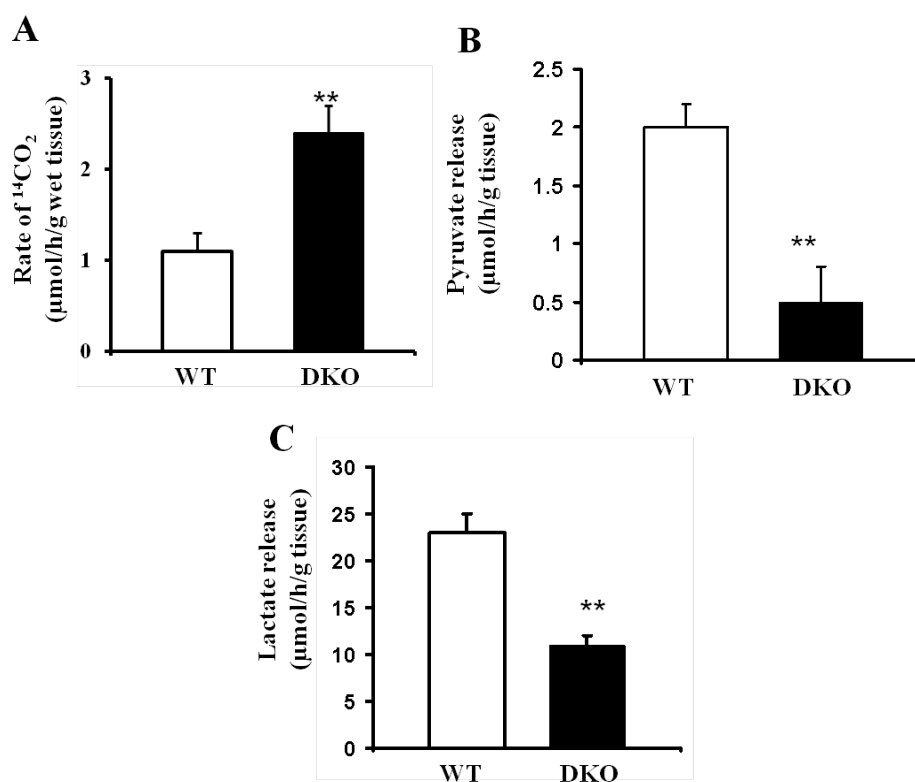 A
Rate of ¹⁴CO₂
(µmol/h/g wet tissue)
3
2
1
0
**
WT
DKO
B
Pyruvate release
(µmol/h/g tissue)
2.5
2
1.5
1
0.5
0
**
WT
DKO
C
Lactate release
(µmol/h/g tissue)
30
25
20
15
10
5
0
**
WT
DKO